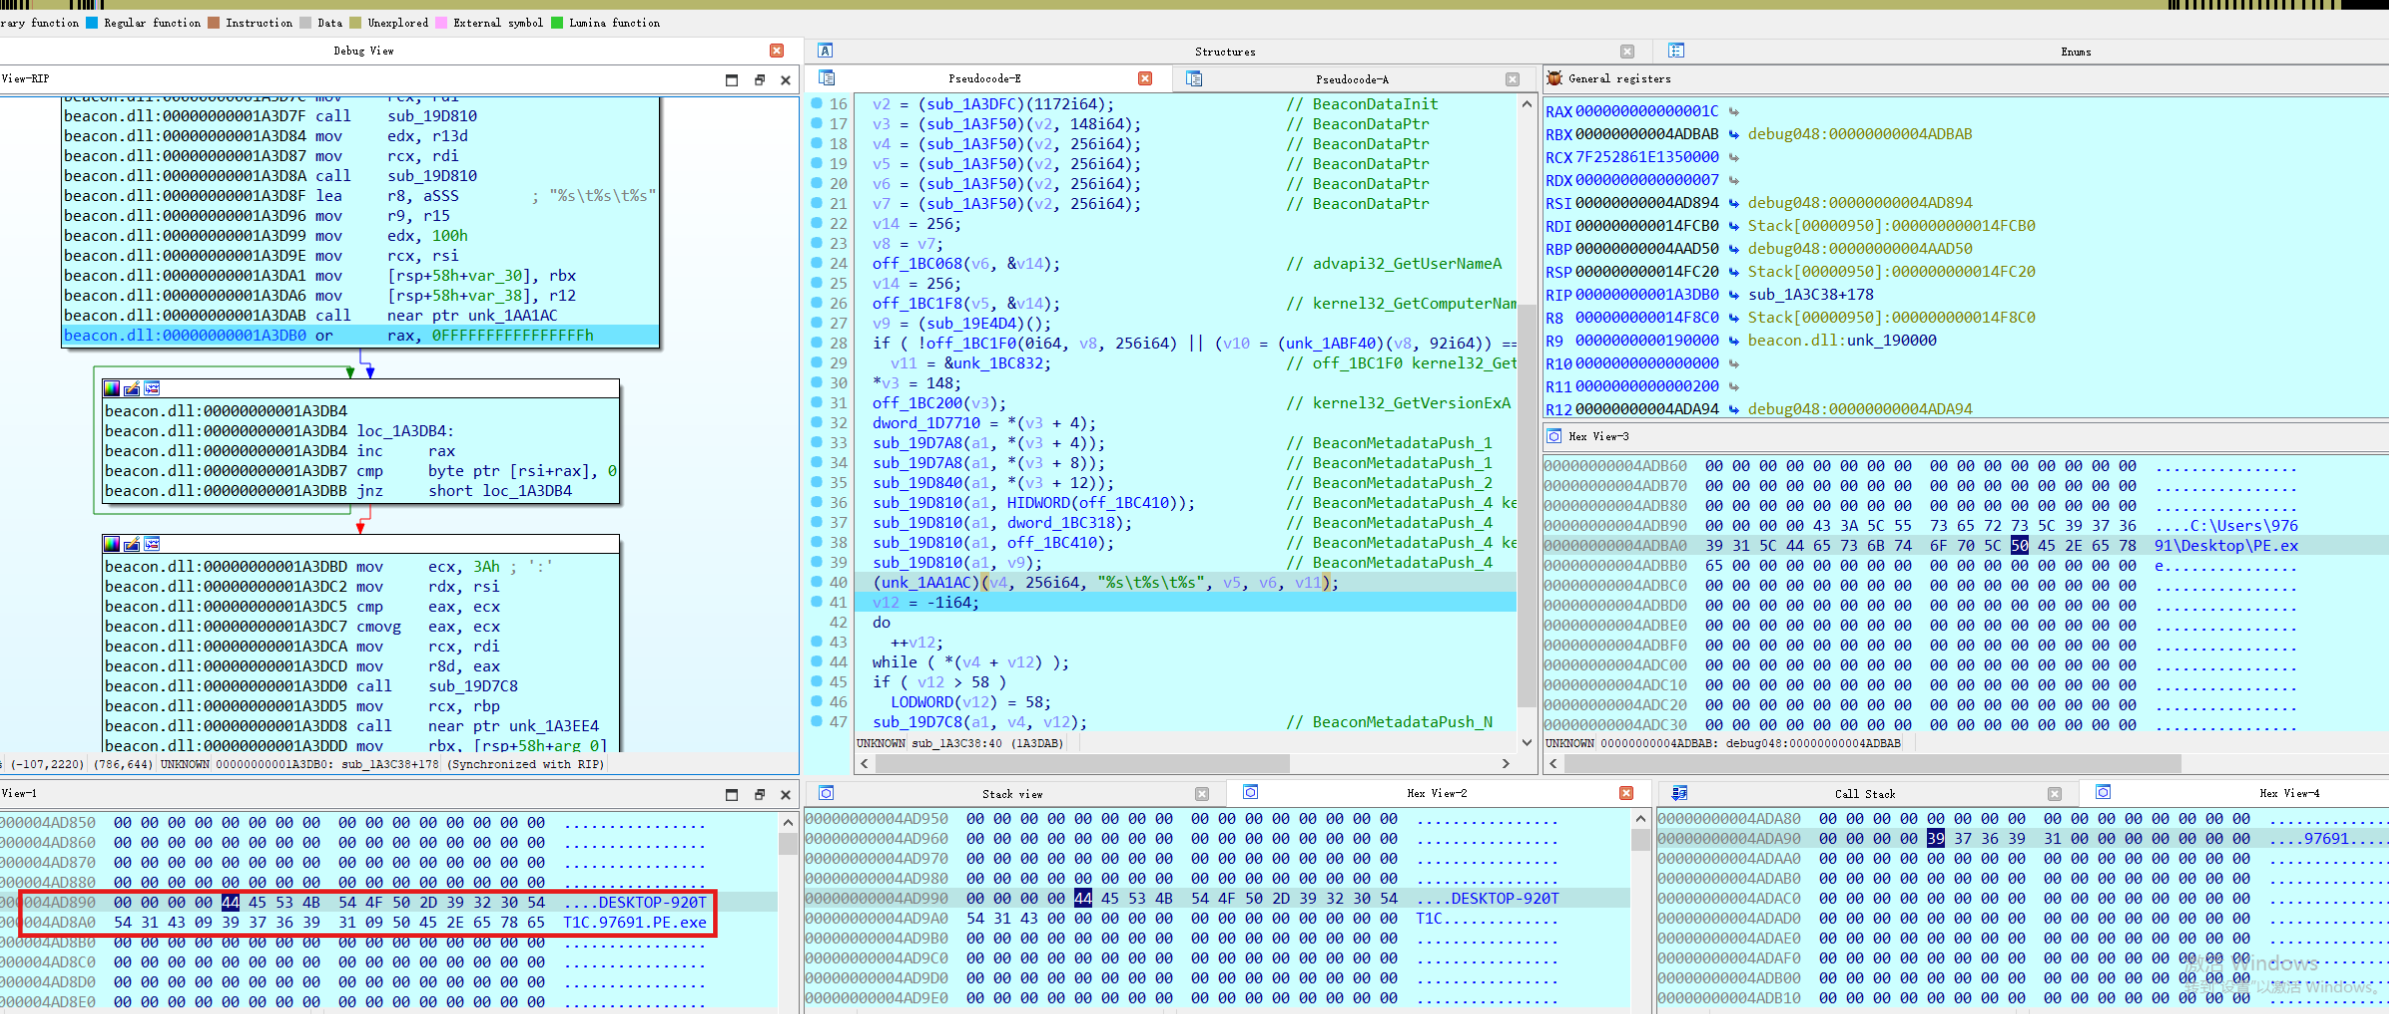 rary function Regular function Instruction Data Unexplored External symbol Lumina function
Debug View
View-RIP
beacon.dll:00000000001A3D7C mov rcx, rdi
beacon.dll:00000000001A3D7F call sub_19D810
beacon.dll:00000000001A3D84 mov edx, r13d
beacon.dll:00000000001A3D87 mov rcx, rdi
beacon.dll:00000000001A3D8A call sub_19D810
beacon.dll:00000000001A3D8F lea r8, aSSS ; "%s\t%s\t%s"
beacon.dll:00000000001A3D96 mov r9, r15
beacon.dll:00000000001A3D99 mov edx, 100h
beacon.dll:00000000001A3D9E mov rcx, rsi
beacon.dll:00000000001A3DA1 mov [rsp+58h+var_30], rbx
beacon.dll:00000000001A3DA6 mov [rsp+58h+var_38], r12
beacon.dll:00000000001A3DAB call near ptr unk_1AA1AC
beacon.dll:00000000001A3DB0 or rax, 0FFFFFFFFFFFFFFFFh
beacon.dll:00000000001A3DB4
beacon.dll:00000000001A3DB4 loc_1A3DB4:
beacon.dll:00000000001A3DB4 inc rax
beacon.dll:00000000001A3DB7 cmp byte ptr [rsi+rax], 0
beacon.dll:00000000001A3DBB jnz short loc_1A3DB4
beacon.dll:00000000001A3DBD mov ecx, 3Ah ; ':'
beacon.dll:00000000001A3DC2 mov rdx, rsi
beacon.dll:00000000001A3DC5 cmp eax, ecx
beacon.dll:00000000001A3DC7 cmovg eax, ecx
beacon.dll:00000000001A3DCA mov rcx, rdi
beacon.dll:00000000001A3DCD mov r8d, eax
beacon.dll:00000000001A3DD0 call sub_19D7C8
beacon.dll:00000000001A3DD5 mov rcx, rbp
beacon.dll:00000000001A3DD8 call near ptr unk_1A3EE4
beacon.dll:00000000001A3DDD mov rbx, [rsp+58h+arg_0]
(-107,2220) (786,644) UNKNOWN 00000000001A3DB0: sub_1A3C38+178 (Synchronized with RIP)
Structures
Enums
Pseudocode-E
Pseudocode-A
16 v2 = (sub_1A3DFC)(1172i64); // BeaconDataInit
17 v3 = (sub_1A3F50)(v2, 148i64); // BeaconDataPtr
18 v4 = (sub_1A3F50)(v2, 256i64); // BeaconDataPtr
19 v5 = (sub_1A3F50)(v2, 256i64); // BeaconDataPtr
20 v6 = (sub_1A3F50)(v2, 256i64); // BeaconDataPtr
21 v7 = (sub_1A3F50)(v2, 256i64); // BeaconDataPtr
22 v14 = 256;
23 v8 = v7;
24 off_1BC068(v6, &v14); // advapi32_GetUserNameA
25 v14 = 256;
26 off_1BC1F8(v5, &v14); // kernel32_GetComputerNam
27 v9 = (sub_19E4D4)();
28 if ( !off_1BC1F0(0i64, v8, 256i64) || (v10 = (unk_1ABF40)(v8, 92i64)) ==
29 v11 = &unk_1BC832; // off_1BC1F0 kernel32_Get
30 *v3 = 148;
31 off_1BC200(v3); // kernel32_GetVersionExA
32 dword_1D7710 = *(v3 + 4);
33 sub_19D7A8(a1, *(v3 + 4)); // BeaconMetadataPush_1
34 sub_19D7A8(a1, *(v3 + 8)); // BeaconMetadataPush_1
35 sub_19D840(a1, *(v3 + 12)); // BeaconMetadataPush_2
36 sub_19D810(a1, HIDWORD(off_1BC410)); // BeaconMetadataPush_4 ke
37 sub_19D810(a1, dword_1BC318); // BeaconMetadataPush_4
38 sub_19D810(a1, off_1BC410); // BeaconMetadataPush_4 ke
39 sub_19D810(a1, v9); // BeaconMetadataPush_4
40 (unk_1AA1AC)(v4, 256i64, "%s\t%s\t%s", v5, v6, v11);
41 v12 = -1i64;
42 do
43 ++v12;
44 while ( *(v4 + v12) );
45 if ( v12 > 58 )
46 LODWORD(v12) = 58;
47 sub_19D7C8(a1, v4, v12); // BeaconMetadataPush_N
UNKNOWN sub_1A3C38:40 (1A3DAB)
General registers
RAX 000000000000001C
RBX 00000000004ADBAB debug048:00000000004ADBAB
RCX 7F252861E1350000
RDX 0000000000000007
RSI 00000000004AD894 debug048:00000000004AD894
RDI 000000000014FCB0 Stack[00000950]:000000000014FCB0
RBP 00000000004AAD50 debug048:00000000004AAD50
RSP 000000000014FC20 Stack[00000950]:000000000014FC20
RIP 00000000001A3DB0 sub_1A3C38+178
R8 000000000014F8C0 Stack[00000950]:000000000014F8C0
R9 0000000000190000 beacon.dll:unk_190000
R10 0000000000000000
R11 0000000000000200
R12 00000000004ADA94 debug048:00000000004ADA94
Hex View-3
00000000004ADB60 00 00 00 00 00 00 00 00 00 00 00 00 00 00 00 00 ................
00000000004ADB70 00 00 00 00 00 00 00 00 00 00 00 00 00 00 00 00 ................
00000000004ADB80 00 00 00 00 00 00 00 00 00 00 00 00 00 00 00 00 ................
00000000004ADB90 00 00 00 00 43 3A 5C 55 73 65 72 73 5C 39 37 36 ....C:\Users\976
00000000004ADBA0 39 31 5C 44 65 73 6B 74 6F 70 5C 50 45 2E 65 78 91\Desktop\PE.ex
00000000004ADBB0 65 00 00 00 00 00 00 00 00 00 00 00 00 00 00 00 e...............
00000000004ADBC0 00 00 00 00 00 00 00 00 00 00 00 00 00 00 00 00 ................
00000000004ADBD0 00 00 00 00 00 00 00 00 00 00 00 00 00 00 00 00 ................
00000000004ADBE0 00 00 00 00 00 00 00 00 00 00 00 00 00 00 00 00 ................
00000000004ADBF0 00 00 00 00 00 00 00 00 00 00 00 00 00 00 00 00 ................
00000000004ADC00 00 00 00 00 00 00 00 00 00 00 00 00 00 00 00 00 ................
00000000004ADC10 00 00 00 00 00 00 00 00 00 00 00 00 00 00 00 00 ................
00000000004ADC20 00 00 00 00 00 00 00 00 00 00 00 00 00 00 00 00 ................
00000000004ADC30 00 00 00 00 00 00 00 00 00 00 00 00 00 00 00 00 ................
UNKNOWN 00000000004ADBAB: debug048:00000000004ADBAB
View-1
000004AD850 00 00 00 00 00 00 00 00 00 00 00 00 00 00 00 00 ................
000004AD860 00 00 00 00 00 00 00 00 00 00 00 00 00 00 00 00 ................
000004AD870 00 00 00 00 00 00 00 00 00 00 00 00 00 00 00 00 ................
000004AD880 00 00 00 00 00 00 00 00 00 00 00 00 00 00 00 00 ................
000004AD890 00 00 00 00 44 45 53 4B 54 4F 50 2D 39 32 30 54 ....DESKTOP-920T
000004AD8A0 54 31 43 09 39 37 36 39 31 09 50 45 2E 65 78 65 T1C.97691.PE.exe
000004AD8B0 00 00 00 00 00 00 00 00 00 00 00 00 00 00 00 00 ................
000004AD8C0 00 00 00 00 00 00 00 00 00 00 00 00 00 00 00 00 ................
000004AD8D0 00 00 00 00 00 00 00 00 00 00 00 00 00 00 00 00 ................
000004AD8E0 00 00 00 00 00 00 00 00 00 00 00 00 00 00 00 00 ................
Stack view
Hex View-2
00000000004AD950 00 00 00 00 00 00 00 00 00 00 00 00 00 00 00 00 ................
00000000004AD960 00 00 00 00 00 00 00 00 00 00 00 00 00 00 00 00 ................
00000000004AD970 00 00 00 00 00 00 00 00 00 00 00 00 00 00 00 00 ................
00000000004AD980 00 00 00 00 00 00 00 00 00 00 00 00 00 00 00 00 ................
00000000004AD990 00 00 00 00 44 45 53 4B 54 4F 50 2D 39 32 30 54 ....DESKTOP-920T
00000000004AD9A0 54 31 43 00 00 00 00 00 00 00 00 00 00 00 00 00 T1C.............
00000000004AD9B0 00 00 00 00 00 00 00 00 00 00 00 00 00 00 00 00 ................
00000000004AD9C0 00 00 00 00 00 00 00 00 00 00 00 00 00 00 00 00 ................
00000000004AD9D0 00 00 00 00 00 00 00 00 00 00 00 00 00 00 00 00 ................
00000000004AD9E0 00 00 00 00 00 00 00 00 00 00 00 00 00 00 00 00 ................
Call Stack
Hex View-4
00000000004ADA80 00 00 00 00 00 00 00 00 00 00 00 00 00 00 00 00 ................
00000000004ADA90 00 00 00 00 39 37 36 39 31 00 00 00 00 00 00 00 ....97691.....
00000000004ADAA0 00 00 00 00 00 00 00 00 00 00 00 00 00 00 00 00 ................
00000000004ADAB0 00 00 00 00 00 00 00 00 00 00 00 00 00 00 00 00 ................
00000000004ADAC0 00 00 00 00 00 00 00 00 00 00 00 00 00 00 00 00 ................
00000000004ADAD0 00 00 00 00 00 00 00 00 00 00 00 00 00 00 00 00 ................
00000000004ADAE0 00 00 00 00 00 00 00 00 00 00 00 00 00 00 00 00 ................
00000000004ADAF0 00 00 00 00 00 00 00 00 00 00 00 00 00 00 00 00 ................
00000000004ADB00 00 00 00 00 00 00 00 00 00 00 00 00 00 00 00 00 ................
00000000004ADB10 00 00 00 00 00 00 00 00 00 00 00 00 00 00 00 00 ................
激活 Windows
转到"设置"以激活 Windows。